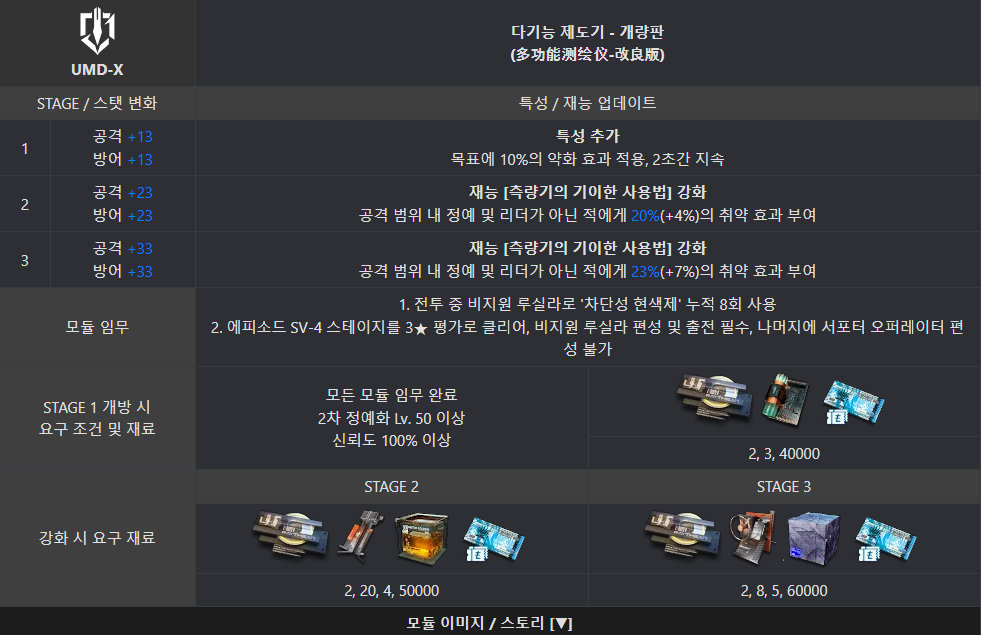 다기능 제도기 - 개량판
(多功能测绘仪-改良版)
UMD-X
STAGE / 스탯 변화
특성 / 재능 업데이트
1
공격 +13
방어 +13
특성 추가
목표에 10%의 약화 효과 적용, 2초간 지속
2
공격 +23
방어 +23
재능 [측량기의 기이한 사용법] 강화
공격 범위 내 정예 및 리더가 아닌 적에게 20%(+4%)의 취약 효과 부여
3
공격 +33
방어 +33
재능 [측량기의 기이한 사용법] 강화
공격 범위 내 정예 및 리더가 아닌 적에게 23%(+7%)의 취약 효과 부여
모듈 임무
1. 전투 중 비지원 루실라로 '차단성 현색제' 누적 8회 사용
2. 에피소드 SV-4 스테이지를 3★ 평가로 클리어, 비지원 루실라 편성 및 출전 필수, 나머지에 서포터 오퍼레이터 편
성 불가
STAGE 1 개방 시
요구 조건 및 재료
모든 모듈 임무 완료
2차 정예화 Lv. 50 이상
신뢰도 100% 이상
2, 3, 40000
강화 시 요구 재료
STAGE 2
STAGE 3
2, 20, 4, 50000
2, 8, 5, 60000
모듈 이미지 / 스토리 [▼]